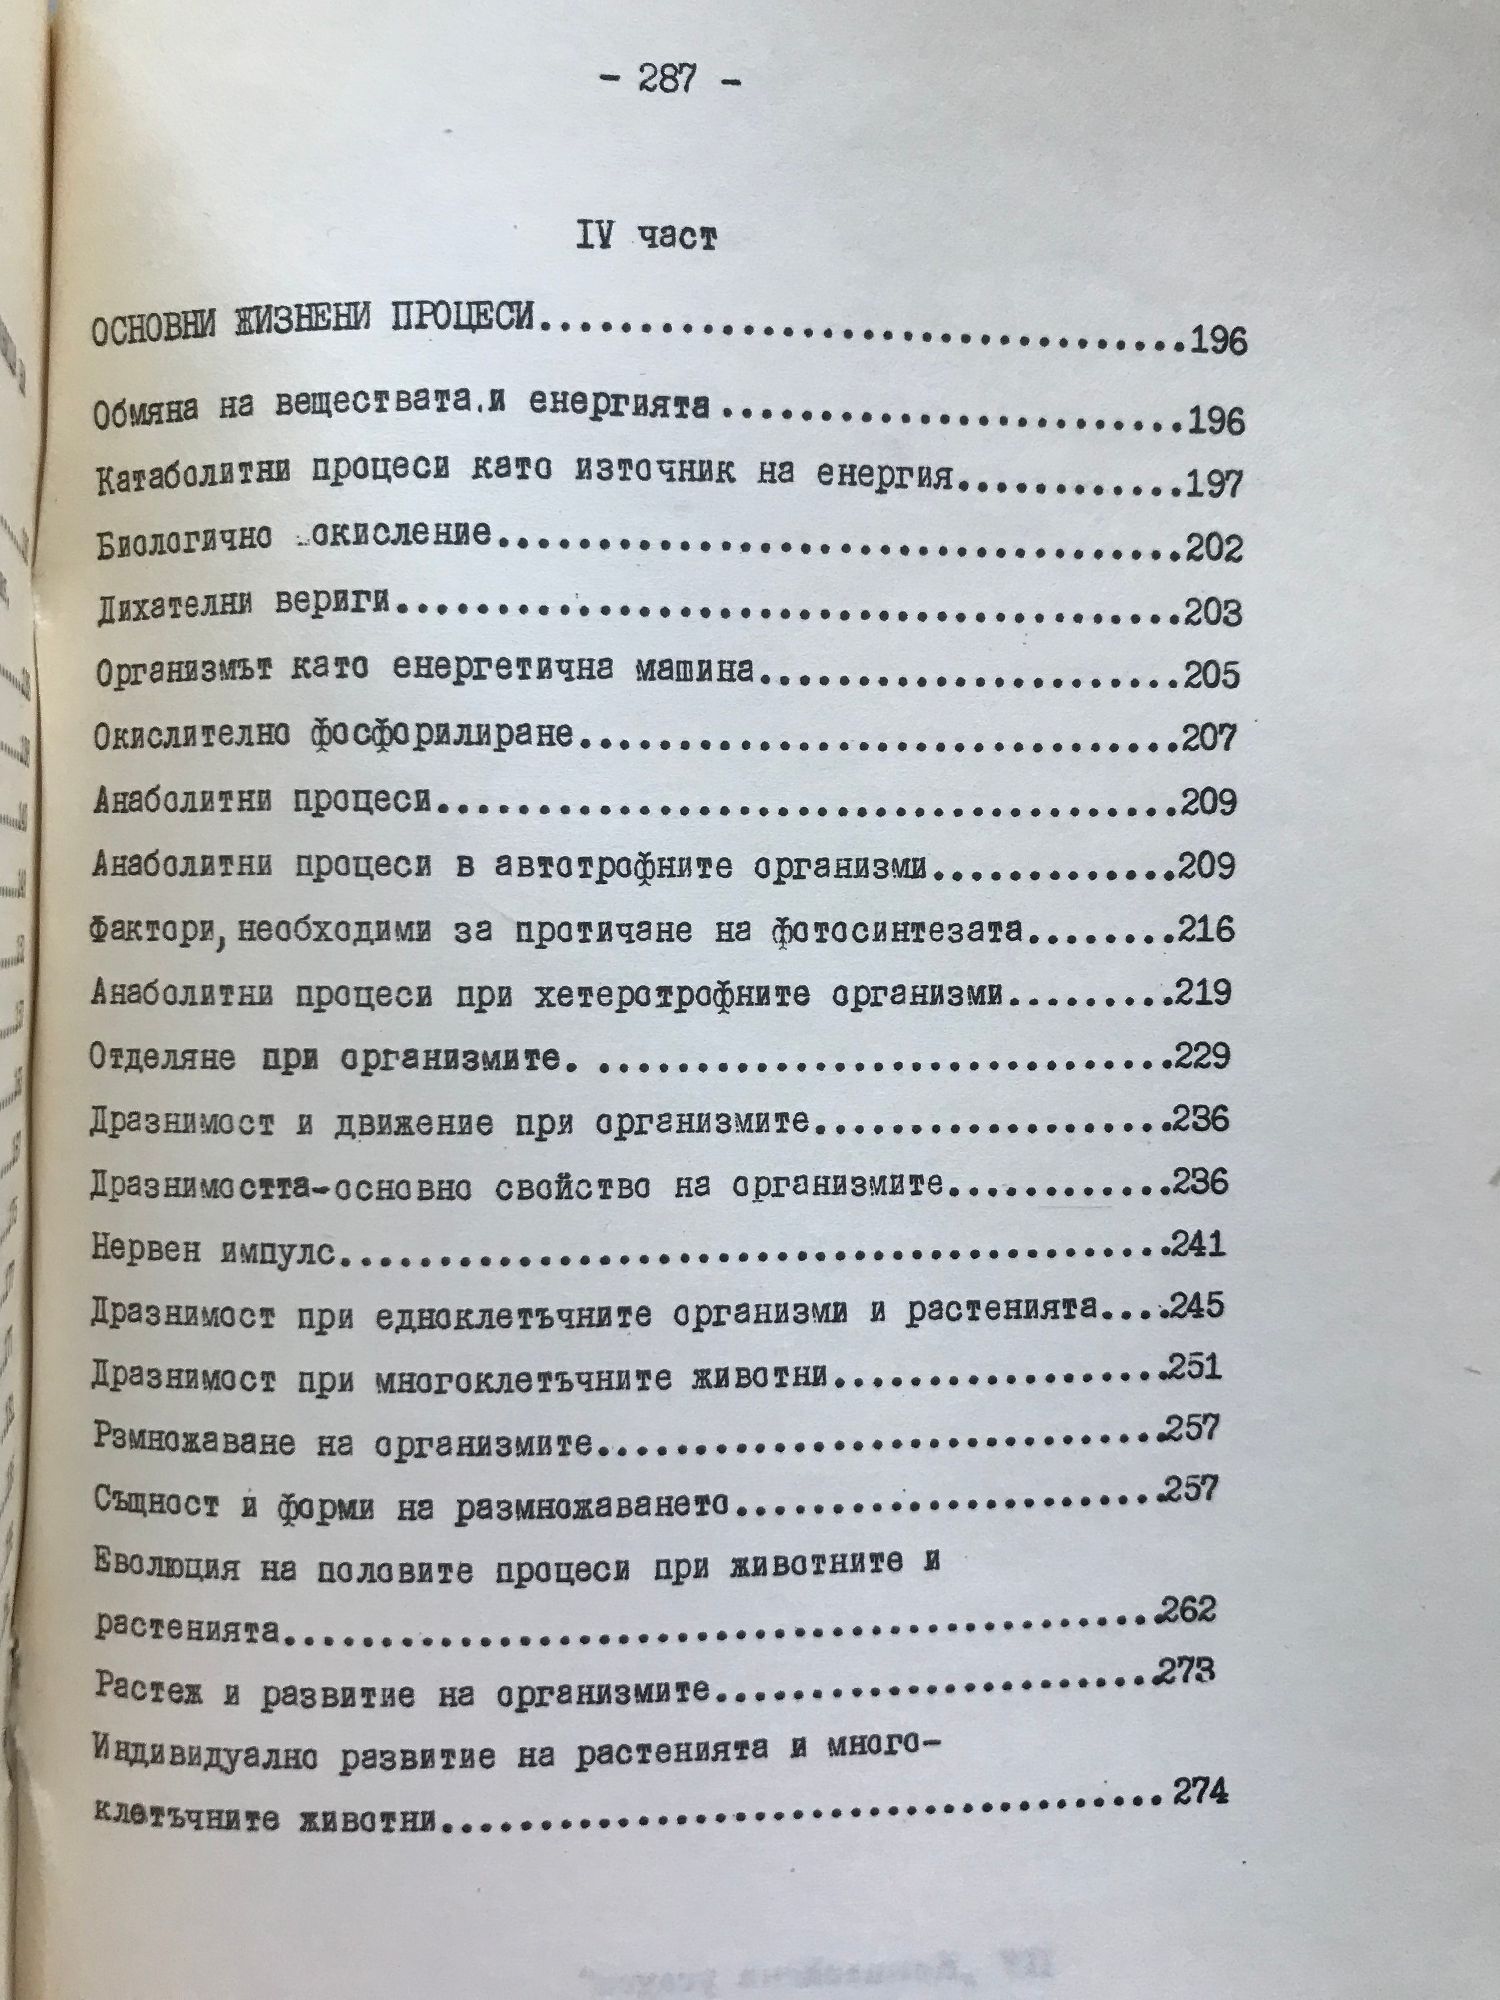 - 287 -
IV част
ОСНОВНИ ЖИЗНЕНИ ПРОЦЕСИ................................196
Обмяна на веществата.и енергията........................196
Катаболитни процеси като източник на енергия............197
Биологично окисление...................................202
Дихателни вериги........................................203
Организмът като енергетична машина.....................205
Окислително фосфорилиране..............................207
Анаболитни процеси.....................................209
Анаболитни процеси в автотрофните организми.............209
Фактори, необходими за протичане на фотосинтезата........216
Анаболитни процеси при хетеротрофните организми.........219
Отделяне при организмите. ..............................229
Дразнимост и движение при организмите..................236
Дразнимостта-основно свойство на организмите............236
Нервен импулс..........................................241
Дразнимост при едноклетъчните организми и растенията....245
Дразнимост при многоклетъчните животни.................251
Рзмножаване на организмите.............................257
Същност и форми на размножаването......................257
Еволюция на половите процеси при животните и
растенията.............................................262
Растеж и развитие на организмите.......................273
Индивидуално развитие на растенията и много-
клетъчните животни.....................................274